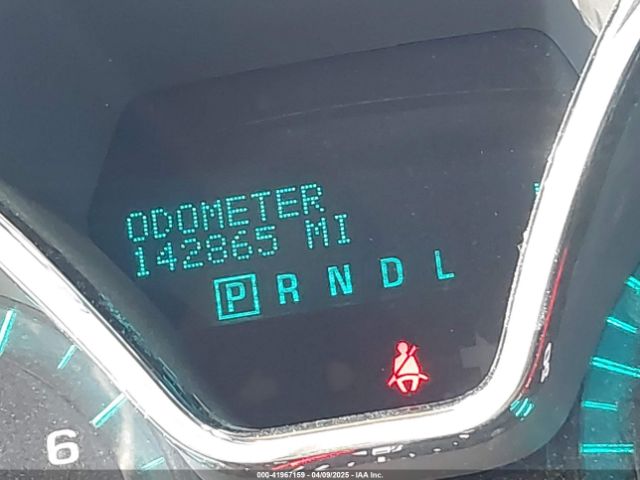 ODOMETER
142865 MI
P R N D L
6
000-41967159 - 04/09/2025 - © IAA Inc.